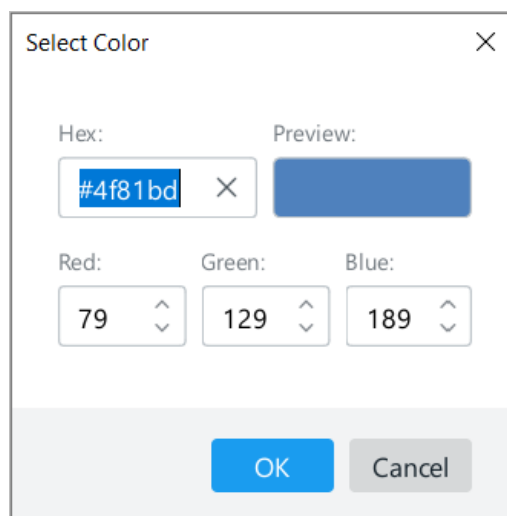 Select Color
Hex: Preview:
#4f81bd
Red: Green: Blue:
79 129 189
OK Cancel